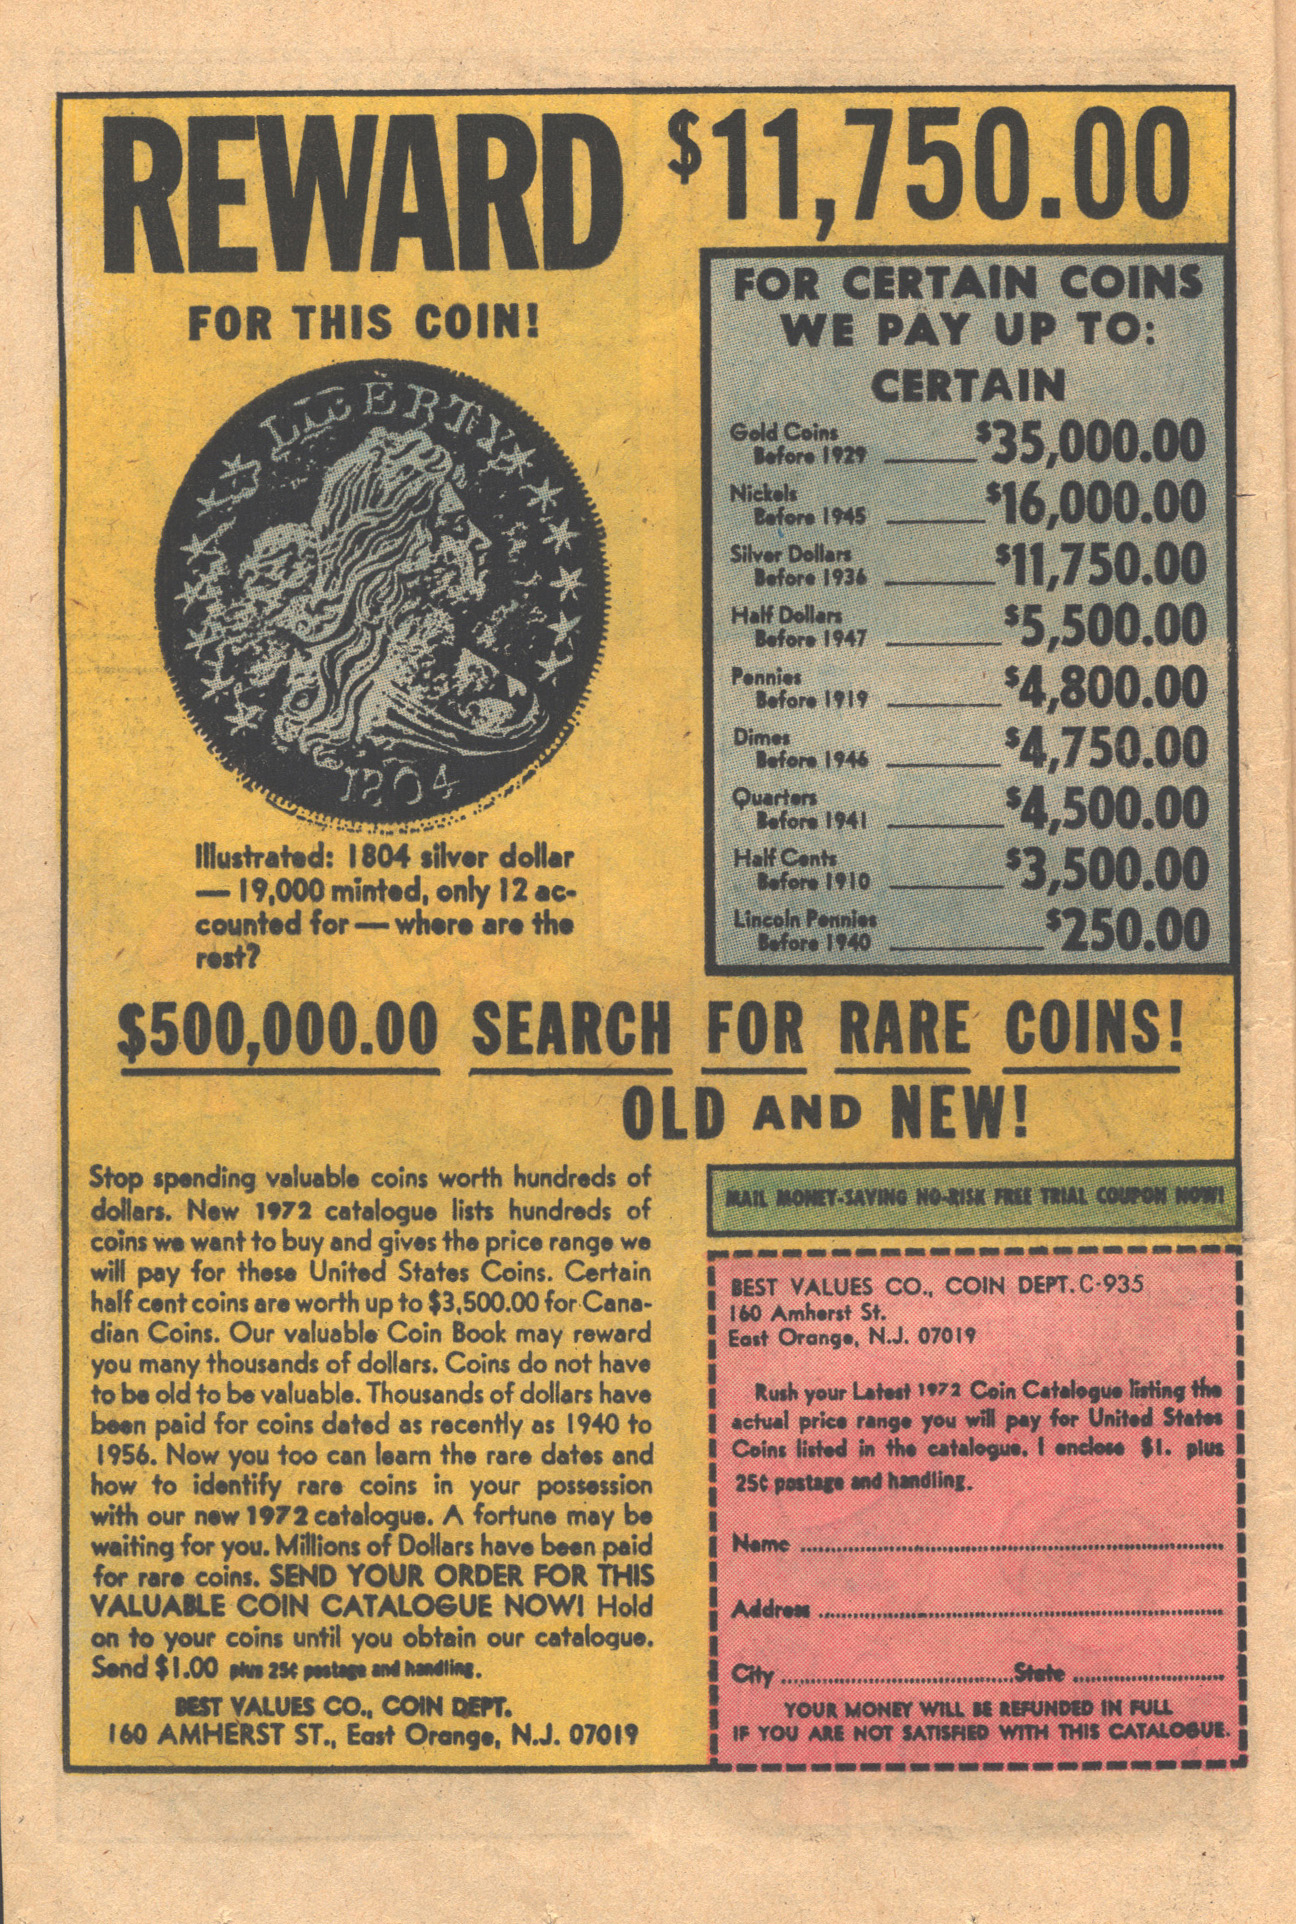 REWARD $11,750.00
FOR THIS COIN!
LIBERTY
1804
Illustrated: 1804 silver dollar
— 19,000 minted, only 12 ac-
counted for — where are the
rest?
FOR CERTAIN COINS
WE PAY UP TO:
CERTAIN
Gold Coins
Before 1929 $35,000.00
Nickels
Before 1945 $16,000.00
Silver Dollars
Before 1936 $11,750.00
Half Dollars
Before 1947 $5,500.00
Pennies
Before 1919 $4,800.00
Dimes
Before 1946 $4,750.00
Quarters
Before 1941 $4,500.00
Half Cents
Before 1910 $3,500.00
Lincoln Pennies
Before 1940 $250.00
$500,000.00 SEARCH FOR RARE COINS!
OLD AND NEW!
Stop spending valuable coins worth hundreds of
dollars. New 1972 catalogue lists hundreds of
coins we want to buy and gives the price range we
will pay for these United States Coins. Certain
half cent coins are worth up to $3,500.00 for Cana-
dian Coins. Our valuable Coin Book may reward
you many thousands of dollars. Coins do not have
to be old to be valuable. Thousands of dollars have
been paid for coins dated as recently as 1940 to
1956. Now you too can learn the rare dates and
how to identify rare coins in your possession
with our new 1972 catalogue. A fortune may be
waiting for you. Millions of Dollars have been paid
for rare coins. SEND YOUR ORDER FOR THIS
VALUABLE COIN CATALOGUE NOW! Hold
on to your coins until you obtain our catalogue.
Send $1.00 plus 25¢ postage and handling.
BEST VALUES CO., COIN DEPT.
160 AMHERST ST., East Orange, N.J. 07019
MAIL MONEY-SAVING NO-RISK FREE TRIAL COUPON NOW!
BEST VALUES CO., COIN DEPT. C-935
160 Amherst St.
East Orange, N.J. 07019
Rush your Latest 1972 Coin Catalogue listing the
actual price range you will pay for United States
Coins listed in the catalogue. I enclose $1. plus
25¢ postage and handling.
Name
Address
City State
YOUR MONEY WILL BE REFUNDED IN FULL
IF YOU ARE NOT SATISFIED WITH THIS CATALOGUE.